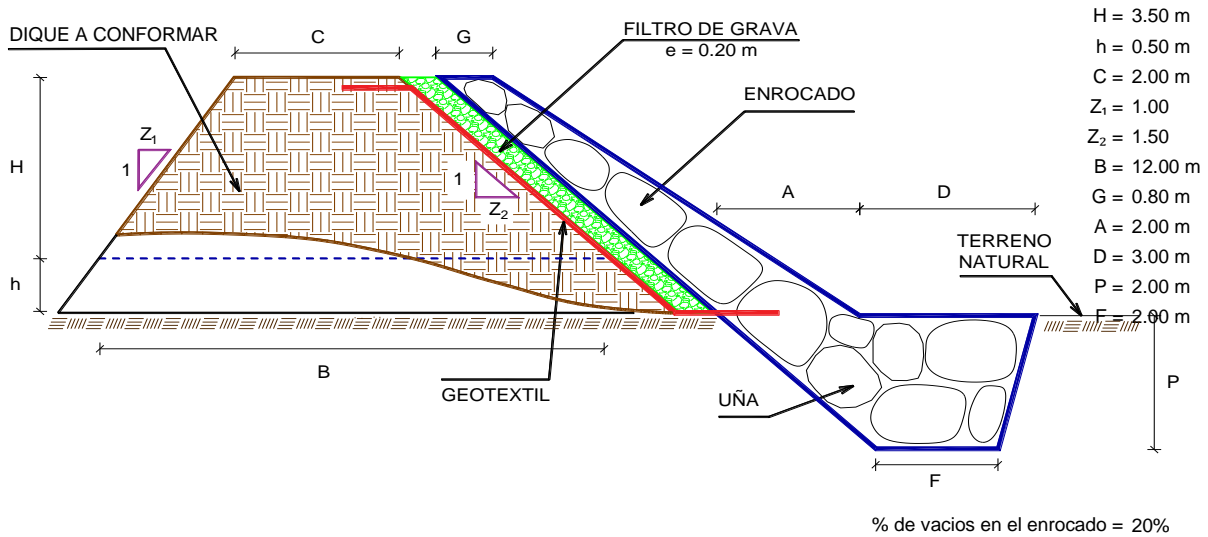 DIQUE A CONFORMAR
C
G
FILTRO DE GRAVA
e = 0.20 m
ENROCADO
H = 3.50 m
h = 0.50 m
C = 2.00 m
Z₁ = 1.00
Z₂ = 1.50
B = 12.00 m
G = 0.80 m
A = 2.00 m
D = 3.00 m
P = 2.00 m
F = 2.00 m
Z₁
1
H
1
Z₂
A
D
TERRENO
NATURAL
h
B
GEOTEXTIL
UÑA
P
F
% de vacios en el enrocado = 20%